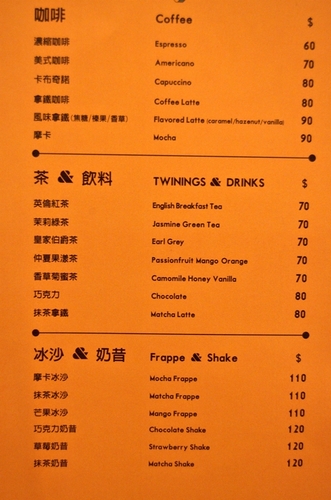 咖啡 Coffee $
濃縮咖啡 Espresso 60
美式咖啡 Americano 70
卡布奇諾 Capuccino 80
拿鐵咖啡 Coffee Latte 80
風味拿鐵(焦糖/榛果/香草) Flavored Latte (caramel/hazenut/vanilla) 90
摩卡 Mocha 90
茶 & 飲料 TWININGS & DRINKS $
英倫紅茶 English Breakfast Tea 70
茉莉綠茶 Jasmine Green Tea 70
皇家伯爵茶 Earl Grey 70
仲夏果漾茶 Passionfruit Mango Orange 70
香草菊蜜茶 Camomile Honey Vanilla 70
巧克力 Chocolate 80
抹茶拿鐵 Matcha Latte 80
冰沙 & 奶昔 Frappe & Shake $
摩卡冰沙 Mocha Frappe 110
抹茶冰沙 Matcha Frappe 110
芒果冰沙 Mango Frappe 110
巧克力奶昔 Chocolate Shake 120
草莓奶昔 Strawberry Shake 120
抹茶奶昔 Matcha Shake 120